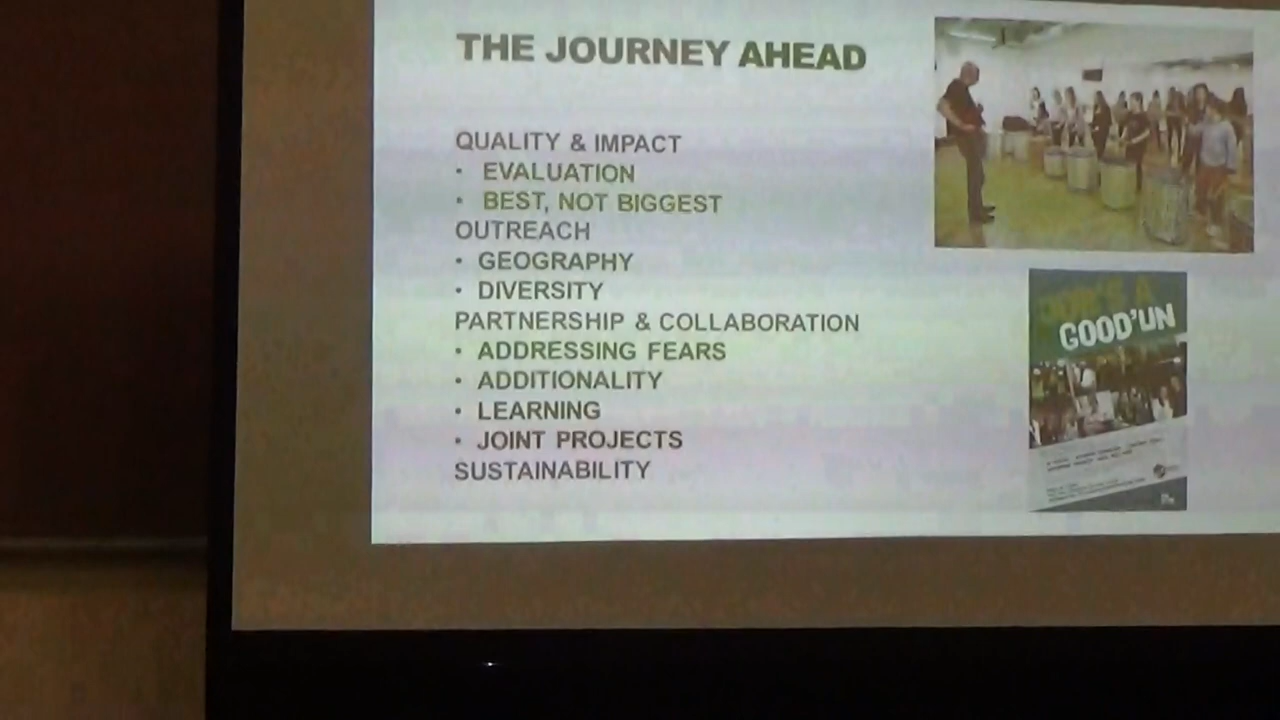 THE JOURNEY AHEAD
QUALITY & IMPACT
• EVALUATION
• BEST, NOT BIGGEST
OUTREACH
• GEOGRAPHY
• DIVERSITY
PARTNERSHIP & COLLABORATION
• ADDRESSING FEARS
• ADDITIONALITY
• LEARNING
• JOINT PROJECTS
SUSTAINABILITY
GOOD'UN